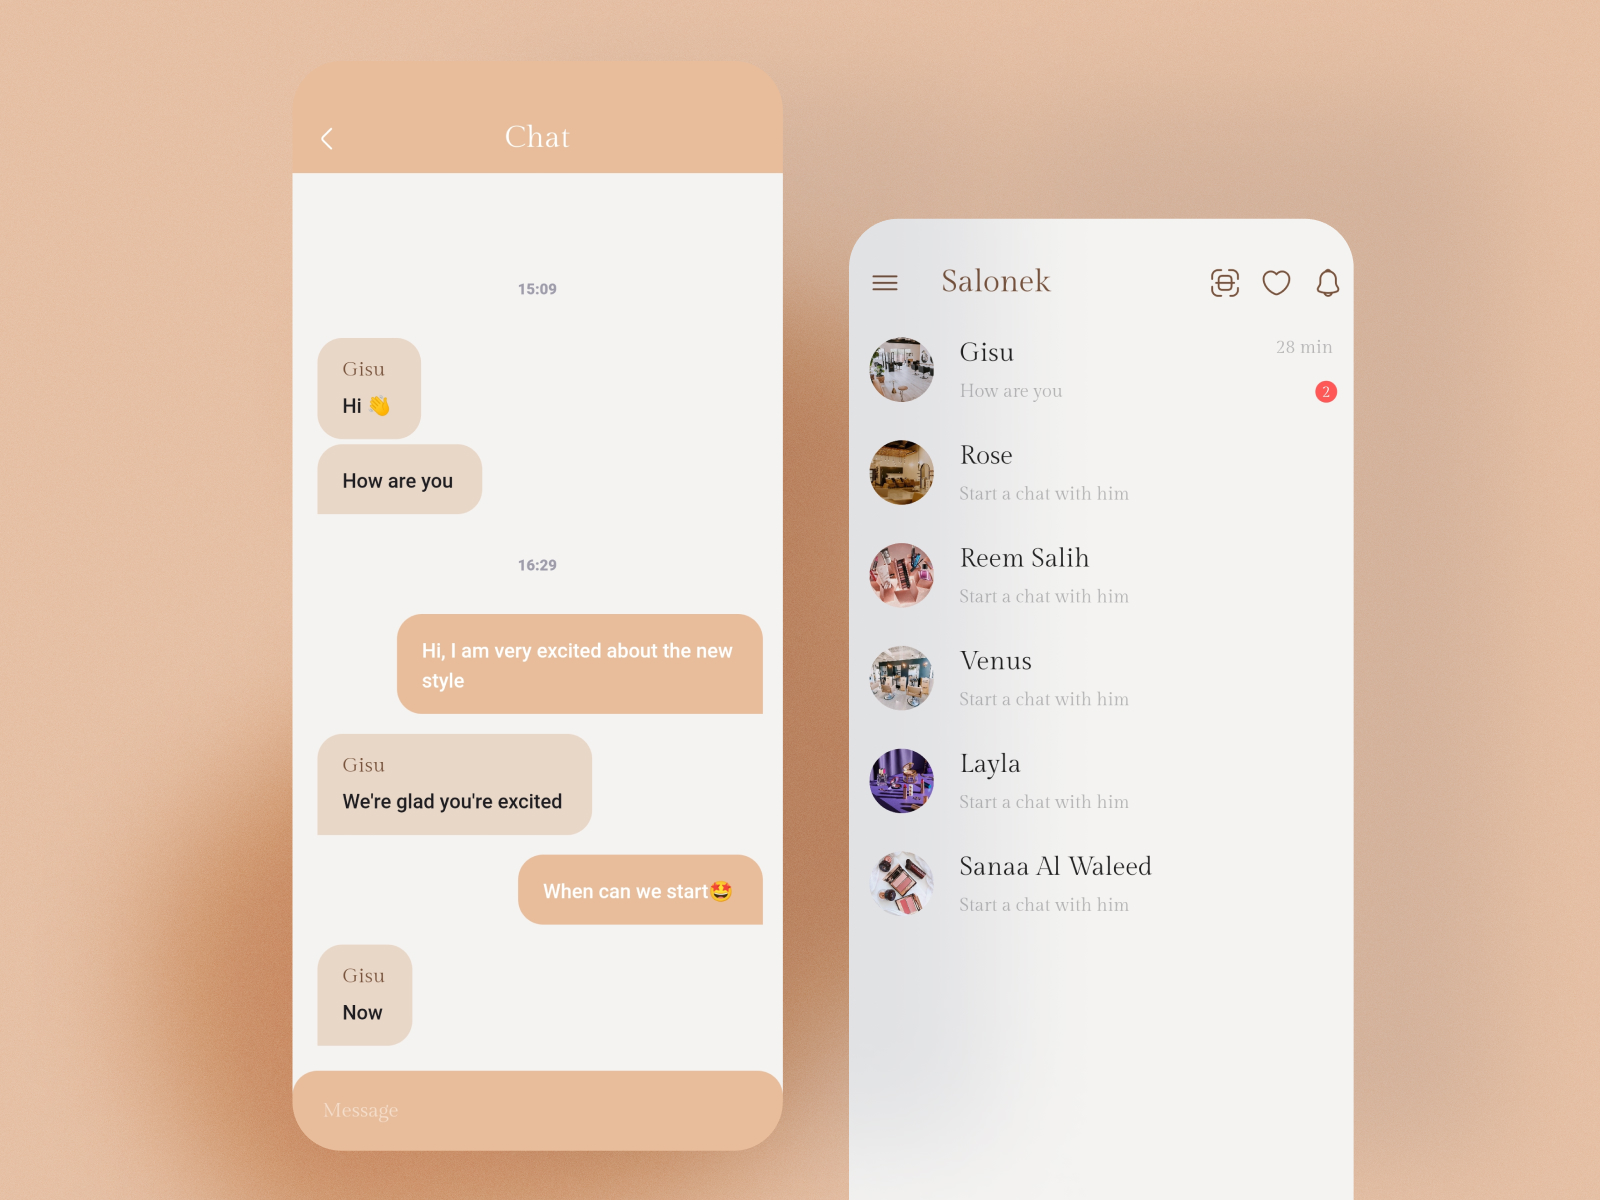 Chat
15:09
Gisu
Hi 👋
How are you
16:29
Hi, I am very excited about the new
style
Gisu
We're glad you're excited
When can we start🤩
Gisu
Now
Message
Salonek
Gisu
28 min
How are you
2
Rose
Start a chat with him
Reem Salih
Start a chat with him
Venus
Start a chat with him
Layla
Start a chat with him
Sanaa Al Waleed
Start a chat with him